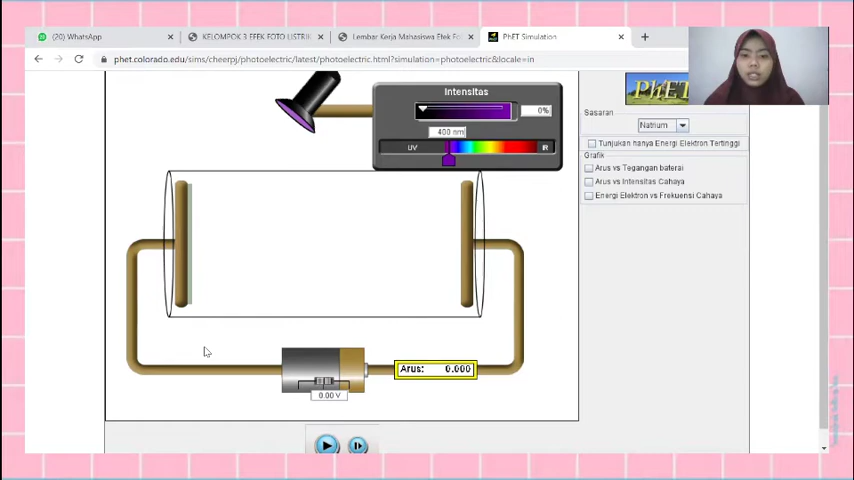 (20) WhatsApp
KELOMPOK 3 EFEK FOTO LISTRIK
Lembar Kerja Mahasiswa Efek Fo
PhET Simulation
phet.colorado.edu/sims/cheerpj/photoelectric/latest/photoelectric.html?simulation=photoelectric&locale=in
Intensitas
0%
400 nm
UV
IR
PhET
Sasaran
Natrium
Tunjukan hanya Energi Elektron Tertinggi
Grafik
Arus vs Tegangan baterai
Arus vs Intensitas Cahaya
Energi Elektron vs Frekuensi Cahaya
Arus: 0.000
0.00 V